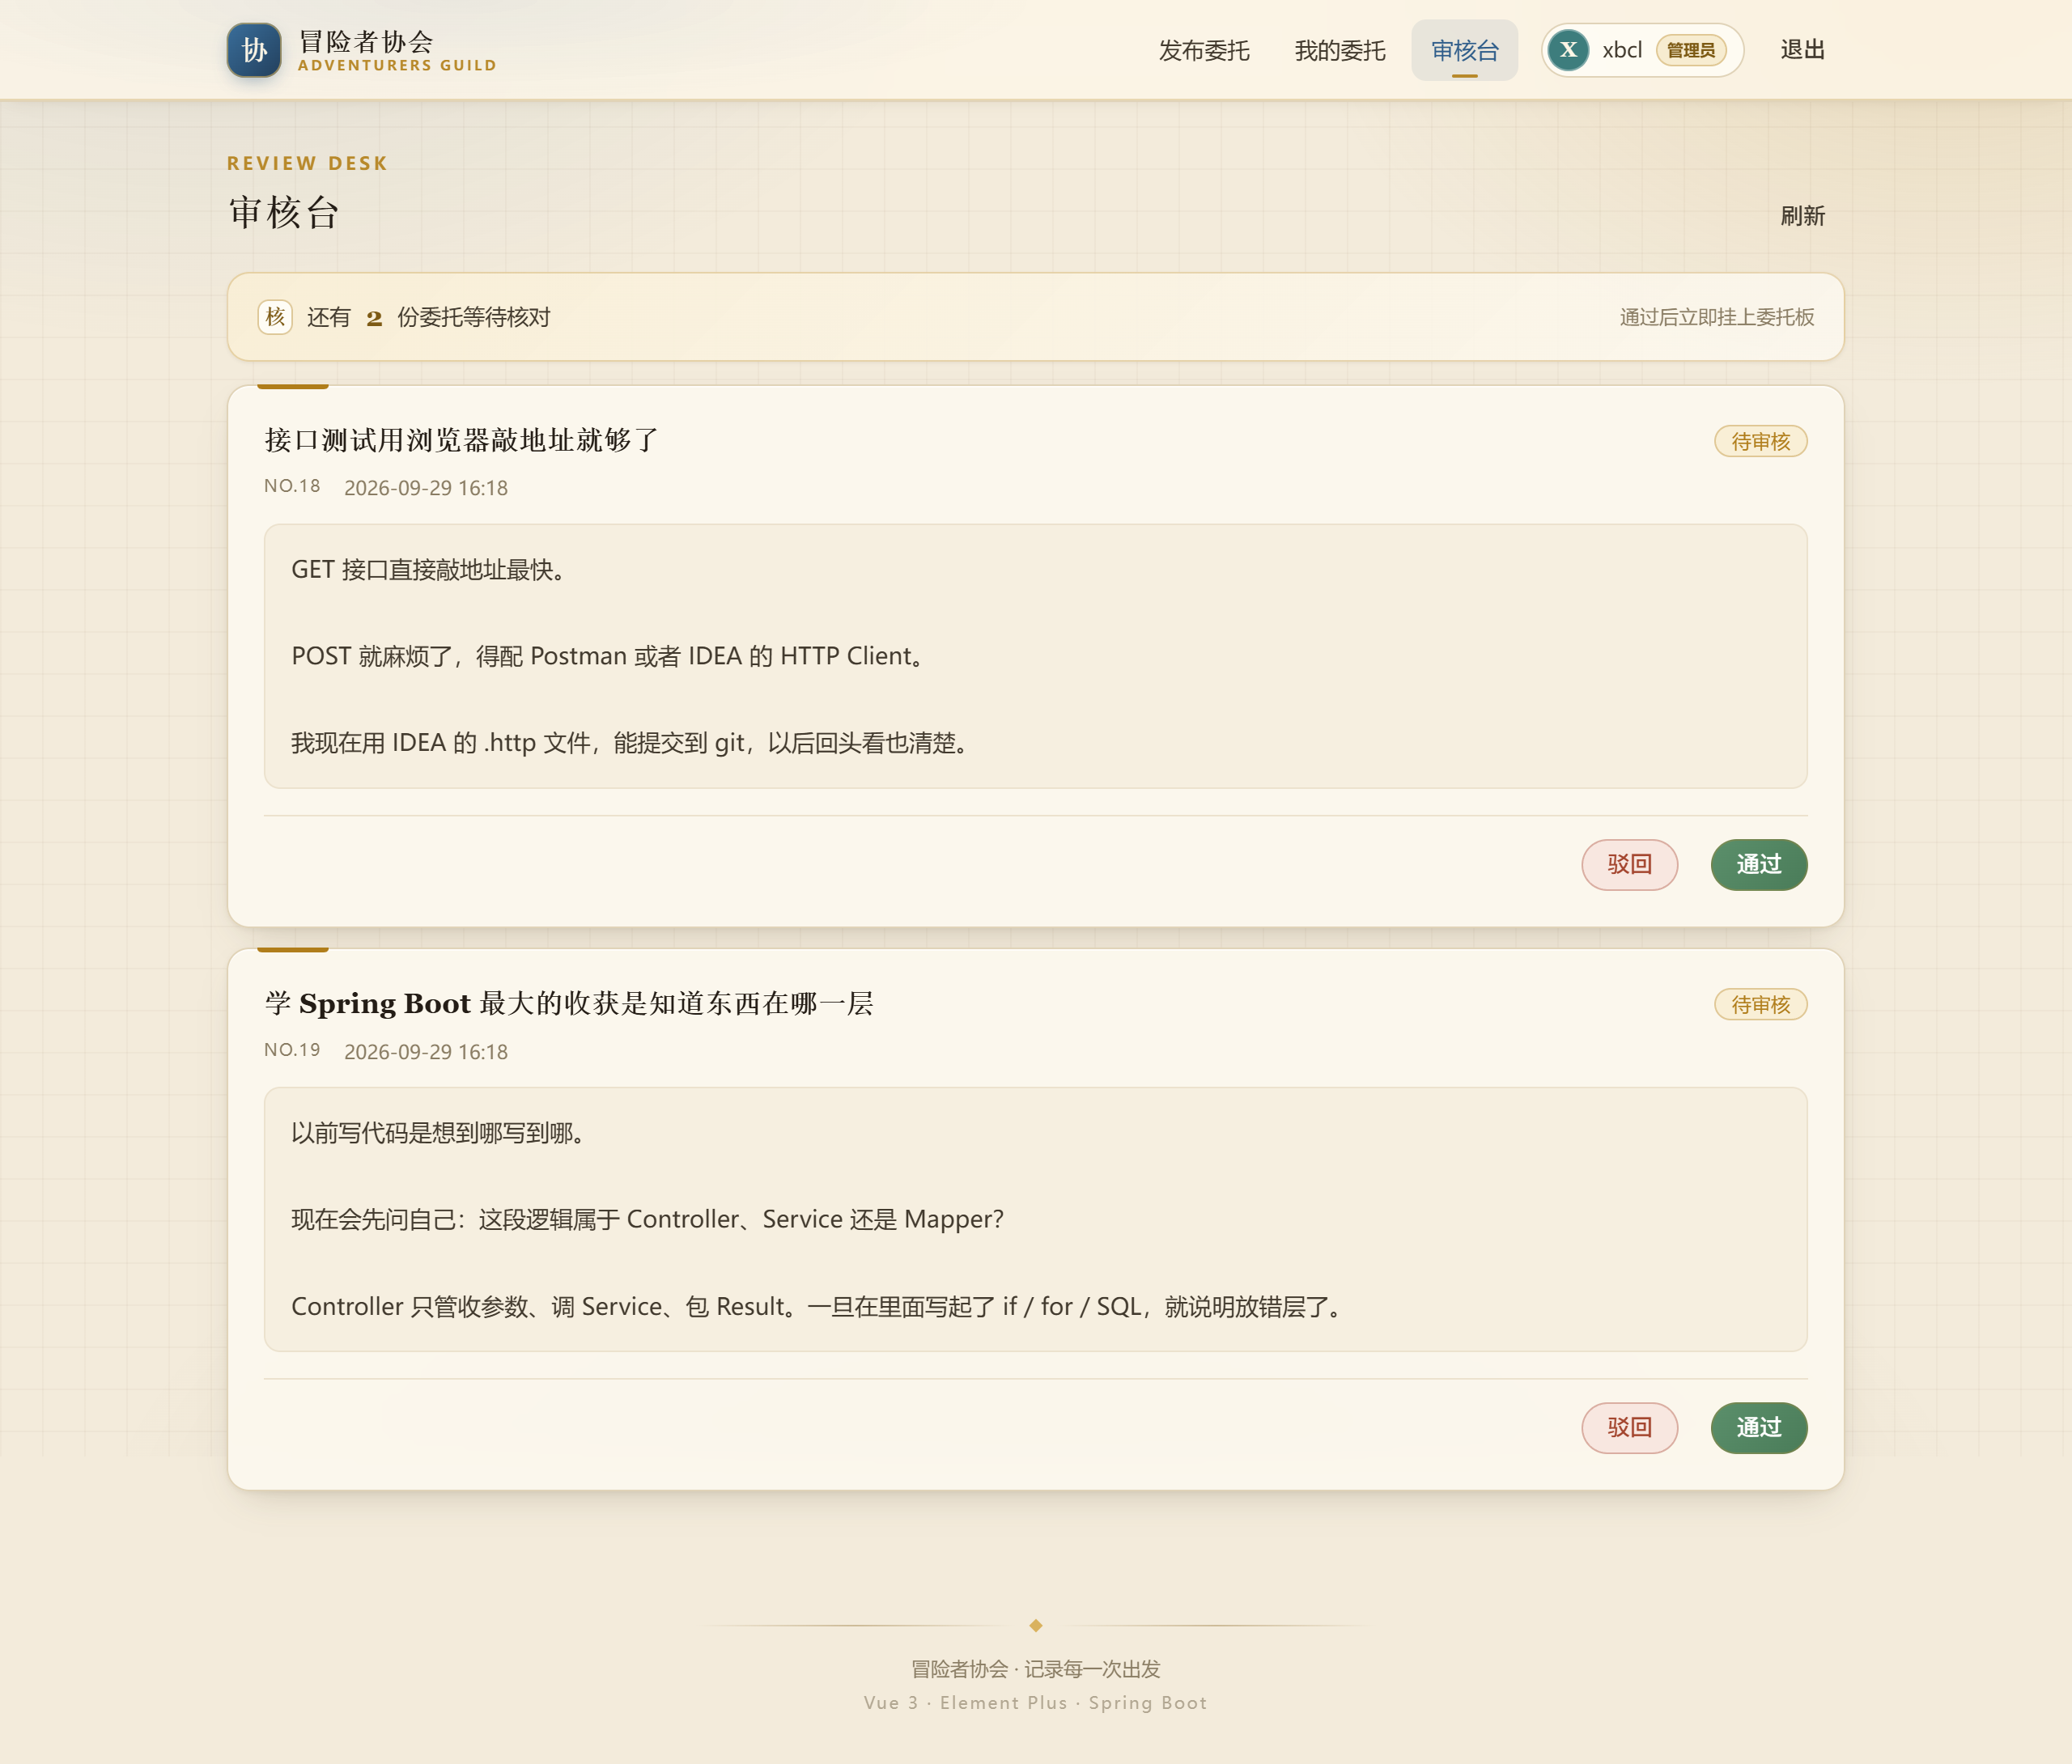 协
冒险者协会
ADVENTURERS GUILD
发布委托
我的委托
审核台
X
xbcl
管理员
退出
REVIEW DESK
审核台
刷新
核
还有 2 份委托等待核对
通过后立即挂上委托板
接口测试用浏览器敲地址就够了
待审核
NO.18 2026-09-29 16:18
GET 接口直接敲地址最快。
POST 就麻烦了，得配 Postman 或者 IDEA 的 HTTP Client。
我现在用 IDEA 的 .http 文件，能提交到 git，以后回头看也清楚。
驳回
通过
学 Spring Boot 最大的收获是知道东西在哪一层
待审核
NO.19 2026-09-29 16:18
以前写代码是想到哪写到哪。
现在会先问自己：这段逻辑属于 Controller、Service 还是 Mapper？
Controller 只管收参数、调 Service、包 Result。一旦在里面写起了 if / for / SQL，就说明放错层了。
驳回
通过
冒险者协会 · 记录每一次出发
Vue 3 · Element Plus · Spring Boot